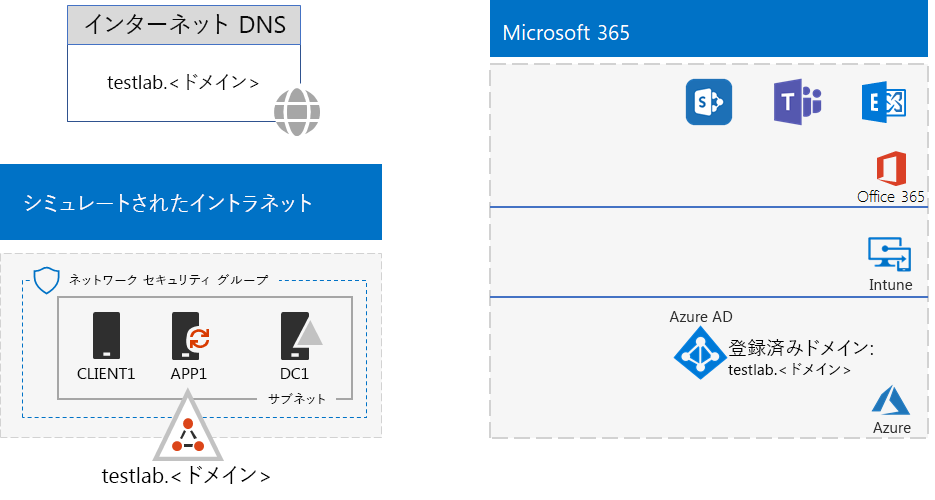 インターネット DNS
testlab.<ドメイン>
シミュレートされたイントラネット
ネットワーク セキュリティ グループ
CLIENT1
APP1
DC1
サブネット
testlab.<ドメイン>
Microsoft 365
S
T
E
Office 365
Intune
Azure AD
登録済みドメイン:
testlab.<ドメイン>
Azure